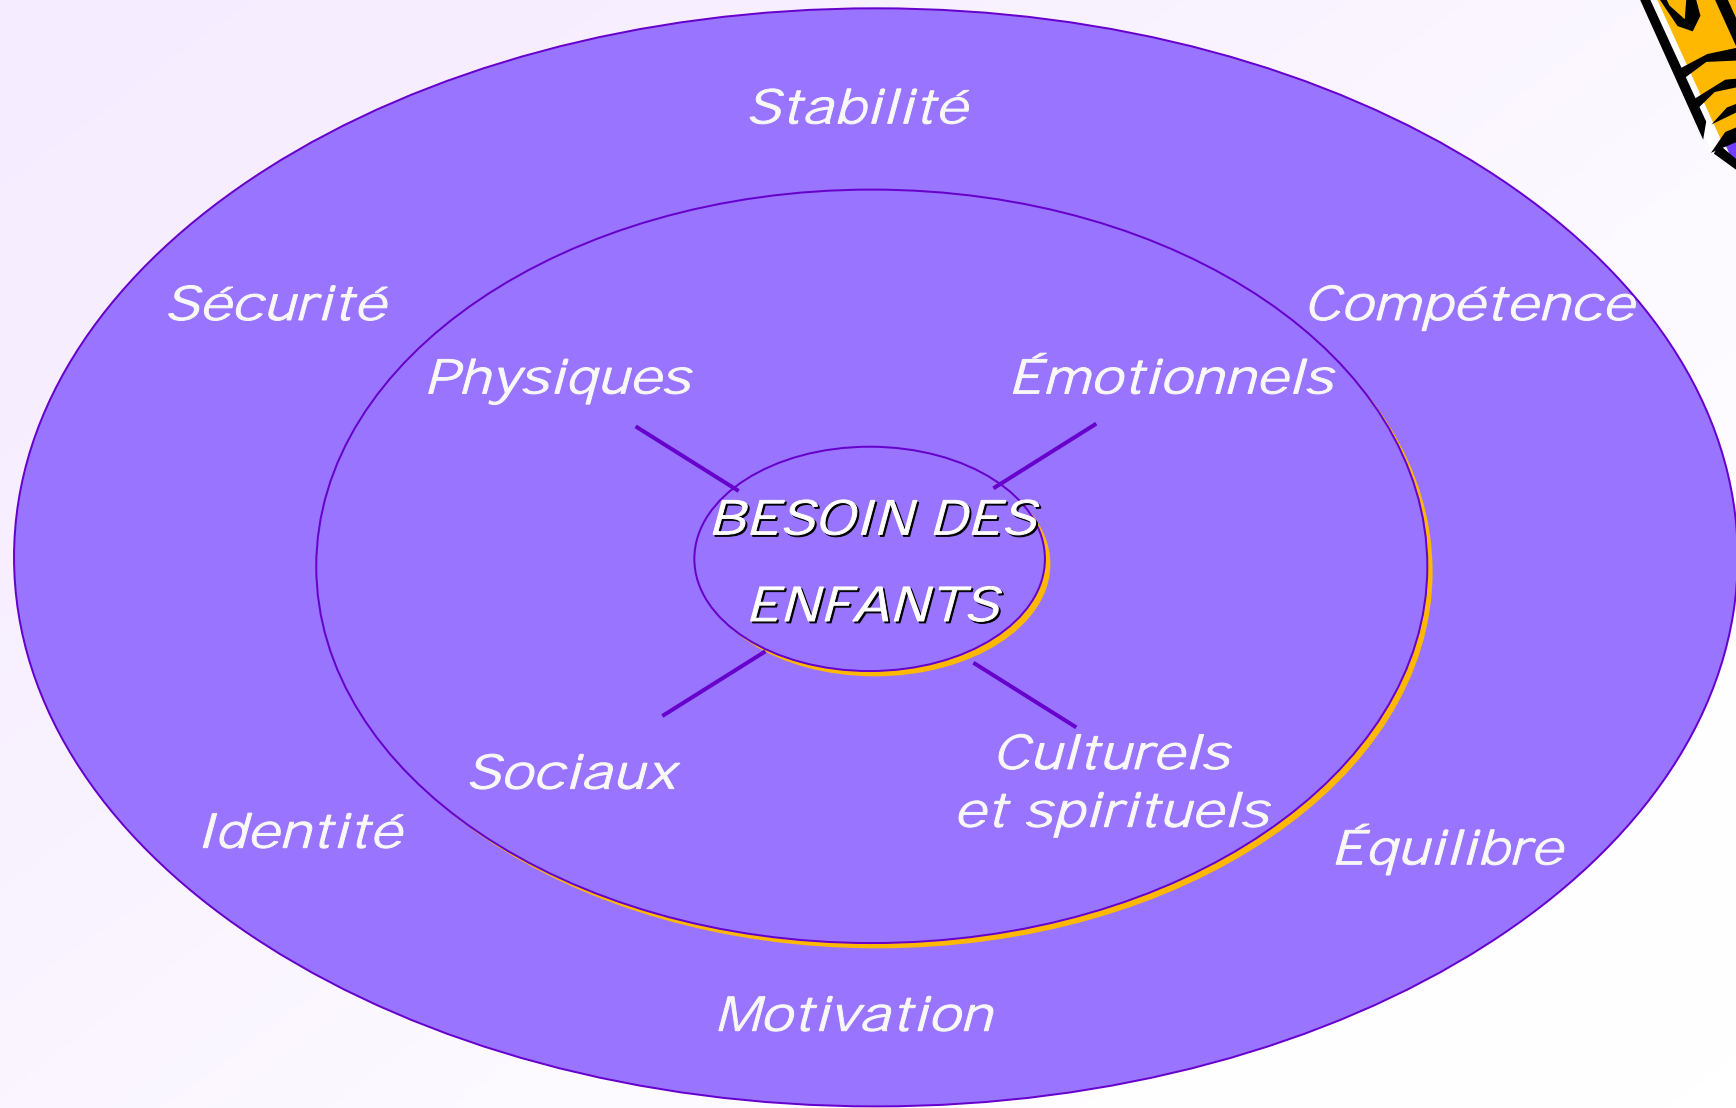 Stabilité
Sécurité
Compétence
Physiques
Émotionnels
BESOIN DES
ENFANTS
Sociaux
Culturels
et spirituels
Identité
Équilibre
Motivation